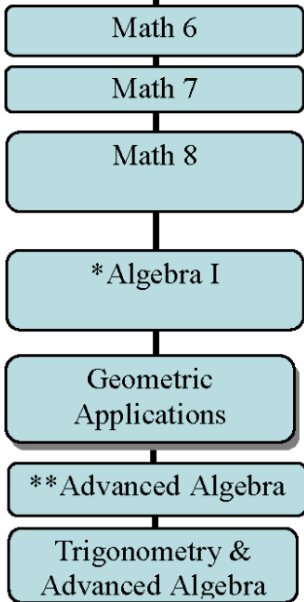 Math 6
Math 7
Math 8
*Algebra I
Geometric
Applications
**Advanced Algebra
Trigonometry &
Advanced Algebra